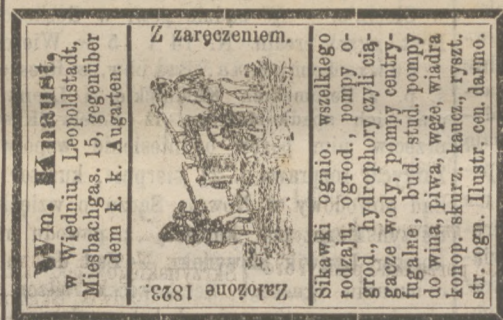 Wm. Knaust,
w Wiedniu, Leopoldstadt,
Miesbachgas. 15, gegenüber
dem k. k. Augarten.
Z zaręczeniem.
Założone 1823.
Sikawki ognio. wszelkiego
rodzaju, ogrod., pompy o-
grod., hydrophory czyli cią-
gacze wody, pompy centry-
fugalne, bud. stud. pompy
do wina, piwa, węże, wiadra
konop. skurz. kaucz., ryszt.
str. ogn. Ilustr. cen. darmo.